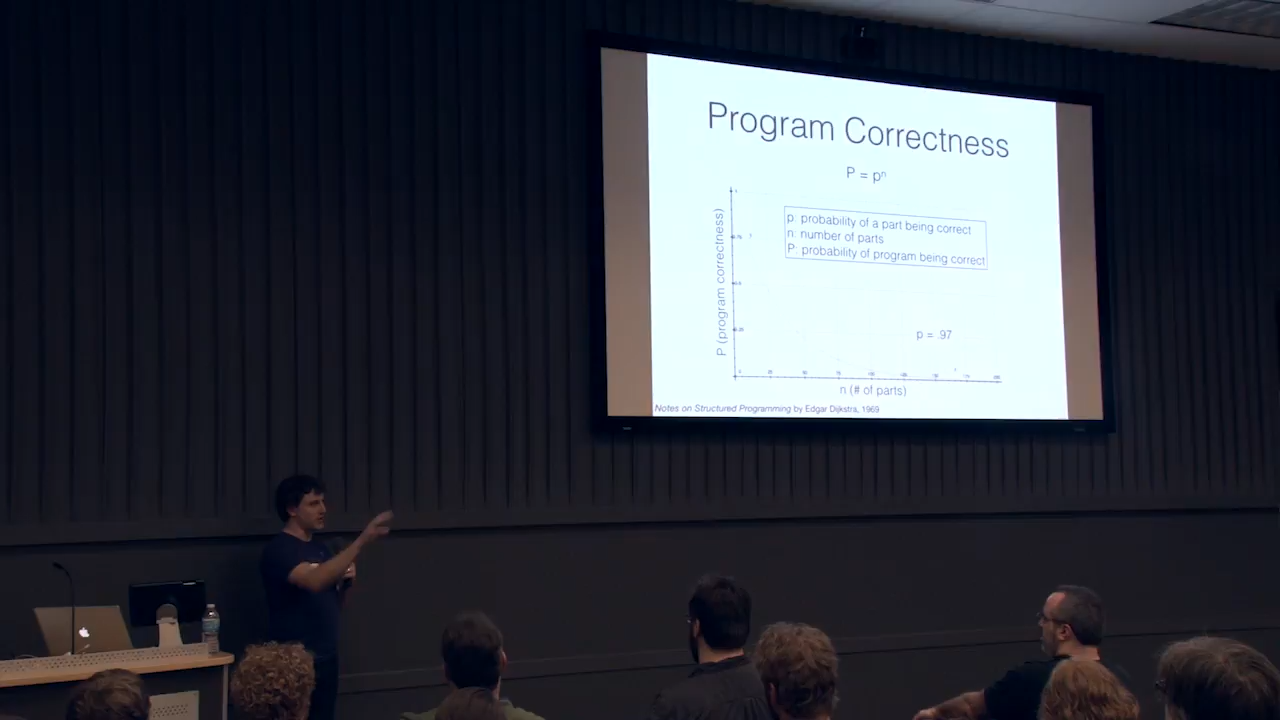 Program Correctness
P = pⁿ
p: probability of a part being correct
n: number of parts
P: probability of program being correct
P (program correctness)
p = .97
n (# of parts)
Notes on Structured Programming by Edgar Dijkstra, 1969